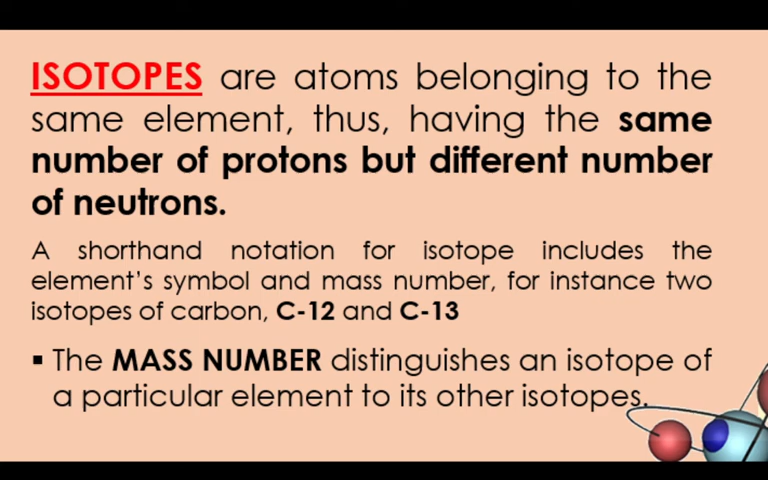 ISOTOPES are atoms belonging to the
same element, thus, having the same
number of protons but different number
of neutrons.
A shorthand notation for isotope includes the
element's symbol and mass number, for instance two
isotopes of carbon, C-12 and C-13
▪ The MASS NUMBER distinguishes an isotope of
a particular element to its other isotopes.